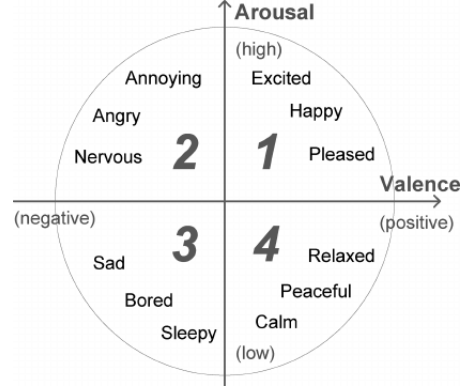 Arousal
(high)
Annoying
Excited
Angry
Happy
Nervous
2
1
Pleased
Valence
(negative)
(positive)
3
4
Sad
Relaxed
Bored
Peaceful
Sleepy
Calm
(low)